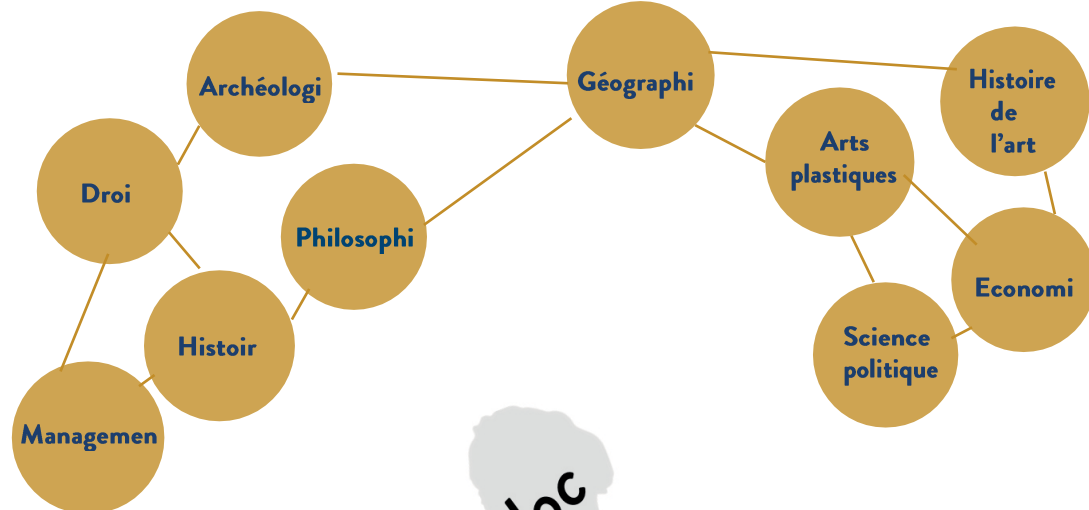 Archéologi
Géographi
Histoire
de
l’art
Arts
plastiques
Droi
Philosophi
Economi
Histoir
Science
politique
Managemen